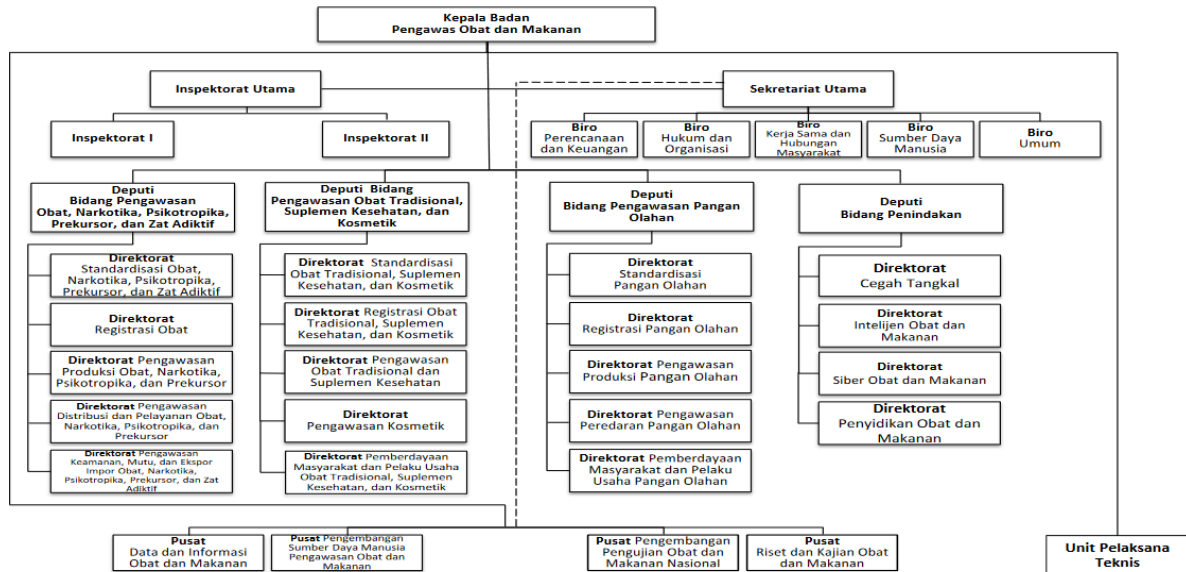 Kepala Badan
Pengawas Obat dan Makanan
Inspektorat Utama
Sekretariat Utama
Inspektorat I
Inspektorat II
Biro
Perencanaan
dan Keuangan
Biro
Hukum dan
Organisasi
Biro
Kerja Sama dan
Hubungan
Masyarakat
Biro
Sumber Daya
Manusia
Biro
Umum
Deputi
Bidang Pengawasan
Obat, Narkotika, Psikotropika,
Prekursor, dan Zat Adiktif
Deputi Bidang
Pengawasan Obat Tradisional,
Suplemen Kesehatan, dan
Kosmetik
Deputi
Bidang Pengawasan Pangan
Olahan
Deputi
Bidang Penindakan
Direktorat
Standardisasi Obat,
Narkotika, Psikotropika,
Prekursor, dan Zat Adiktif
Direktorat
Registrasi Obat
Direktorat Pengawasan
Produksi Obat, Narkotika,
Psikotropika, dan Prekursor
Direktorat Pengawasan
Distribusi dan Pelayanan Obat,
Narkotika, Psikotropika, dan
Prekursor
Direktorat Pengawasan
Keamanan, Mutu, dan Ekspor
Impor Obat, Narkotika,
Psikotropika, Prekursor, dan Zat
Adiktif
Direktorat Standardisasi
Obat Tradisional, Suplemen
Kesehatan, dan Kosmetik
Direktorat Registrasi Obat
Tradisional, Suplemen
Kesehatan, dan Kosmetik
Direktorat Pengawasan
Obat Tradisional dan
Suplemen Kesehatan
Direktorat
Pengawasan Kosmetik
Direktorat Pemberdayaan
Masyarakat dan Pelaku Usaha
Obat Tradisional, Suplemen
Kesehatan, dan Kosmetik
Direktorat
Standardisasi
Pangan Olahan
Direktorat
Registrasi Pangan Olahan
Direktorat Pengawasan
Produksi Pangan Olahan
Direktorat Pengawasan
Peredaran Pangan Olahan
Direktorat Pemberdayaan
Masyarakat dan Pelaku
Usaha Pangan Olahan
Direktorat
Cegah Tangkal
Direktorat
Intelijen Obat dan
Makanan
Direktorat
Siber Obat dan Makanan
Direktorat
Penyidikan Obat dan
Makanan
Pusat
Data dan Informasi
Obat dan Makanan
Pusat Pengembangan
Sumber Daya Manusia
Pengawasan Obat dan
Makanan
Pusat Pengembangan
Pengujian Obat dan
Makanan Nasional
Pusat
Riset dan Kajian Obat
dan Makanan
Unit Pelaksana
Teknis